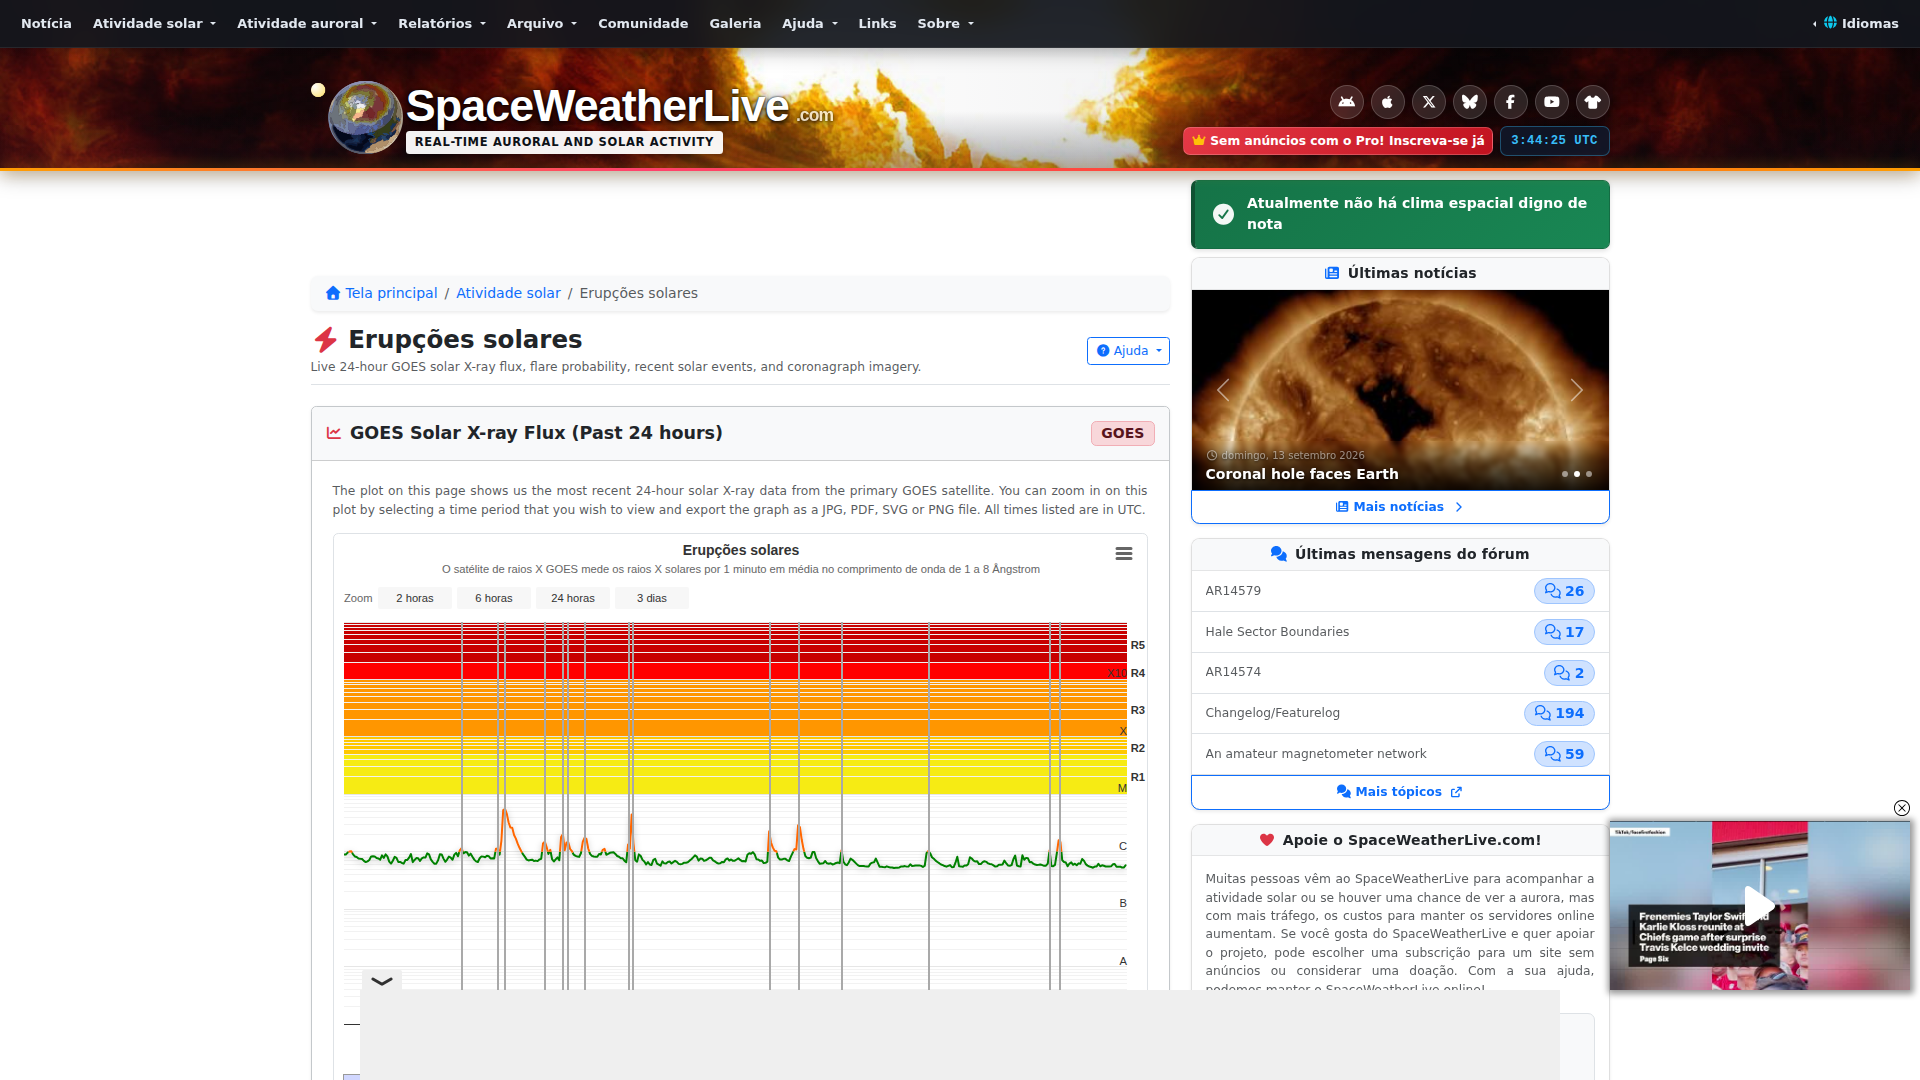 Notícia Atividade solar Atividade auroral Relatórios Arquivo Comunidade Galeria Ajuda Links Sobre Idiomas
SpaceWeatherLive.com
REAL-TIME AURORAL AND SOLAR ACTIVITY
Sem anúncios com o Pro! Inscreva-se já
3:44:25 UTC
Tela principal / Atividade solar / Erupções solares
Erupções solares
Live 24-hour GOES solar X-ray flux, flare probability, recent solar events, and coronagraph imagery.
Ajuda
GOES Solar X-ray Flux (Past 24 hours)
GOES
The plot on this page shows us the most recent 24-hour solar X-ray data from the primary GOES satellite. You can zoom in on this
plot by selecting a time period that you wish to view and export the graph as a JPG, PDF, SVG or PNG file. All times listed are in UTC.
Erupções solares
O satélite de raios X GOES mede os raios X solares por 1 minuto em média no comprimento de onda de 1 a 8 Ångstrom
Zoom 2 horas 6 horas 24 horas 3 dias
R5
X10 R4
R3
X
R2
R1
M
C
B
A
Atualmente não há clima espacial digno de
nota
Últimas notícias
domingo, 13 setembro 2026
Coronal hole faces Earth
Mais notícias
Últimas mensagens do fórum
AR14579 26
Hale Sector Boundaries 17
AR14574 2
Changelog/Featurelog 194
An amateur magnetometer network 59
Mais tópicos
Apoie o SpaceWeatherLive.com!
Muitas pessoas vêm ao SpaceWeatherLive para acompanhar a
atividade solar ou se houver uma chance de ver a aurora, mas
com mais tráfego, os custos para manter os servidores online
aumentam. Se você gosta do SpaceWeatherLive e quer apoiar
o projeto, pode escolher uma subscrição para um site sem
anúncios ou considerar uma doação. Com a sua ajuda,
podemos manter o SpaceWeatherLive online!
Frenemies Taylor Swift and
Karlie Kloss reunite at
Chiefs game after surprise
Travis Kelce wedding invite
Page Six